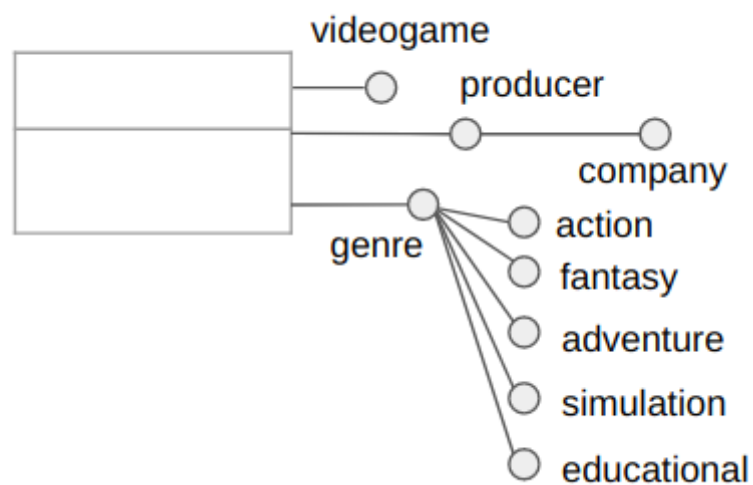 videogame
producer
company
genre
action
fantasy
adventure
simulation
educational